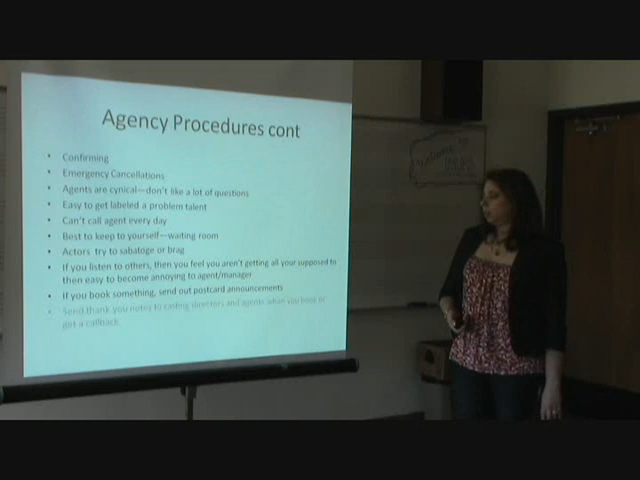 Agency Procedures cont
• Confirming
• Emergency Cancellations
• Agents are cynical—don't like a lot of questions
• Easy to get labeled a problem talent
• Can't call agent every day
• Best to keep to yourself—waiting room
• Actors try to sabatoge or brag
• If you listen to others, then you feel you aren't getting all your supposed to
then easy to become annoying to agent/manager
• If you book something, send out postcard announcements
• Send thank you notes to casting directors and agents when you book or
get a callback
Welcome to